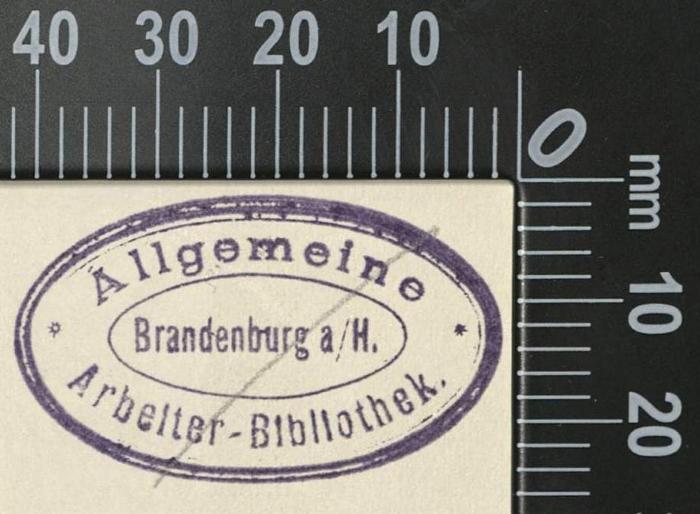 40 30 20 10
0
mm
10
20
Allgemeine
Brandenburg a/H.
Arbeiter-Bibliothek.